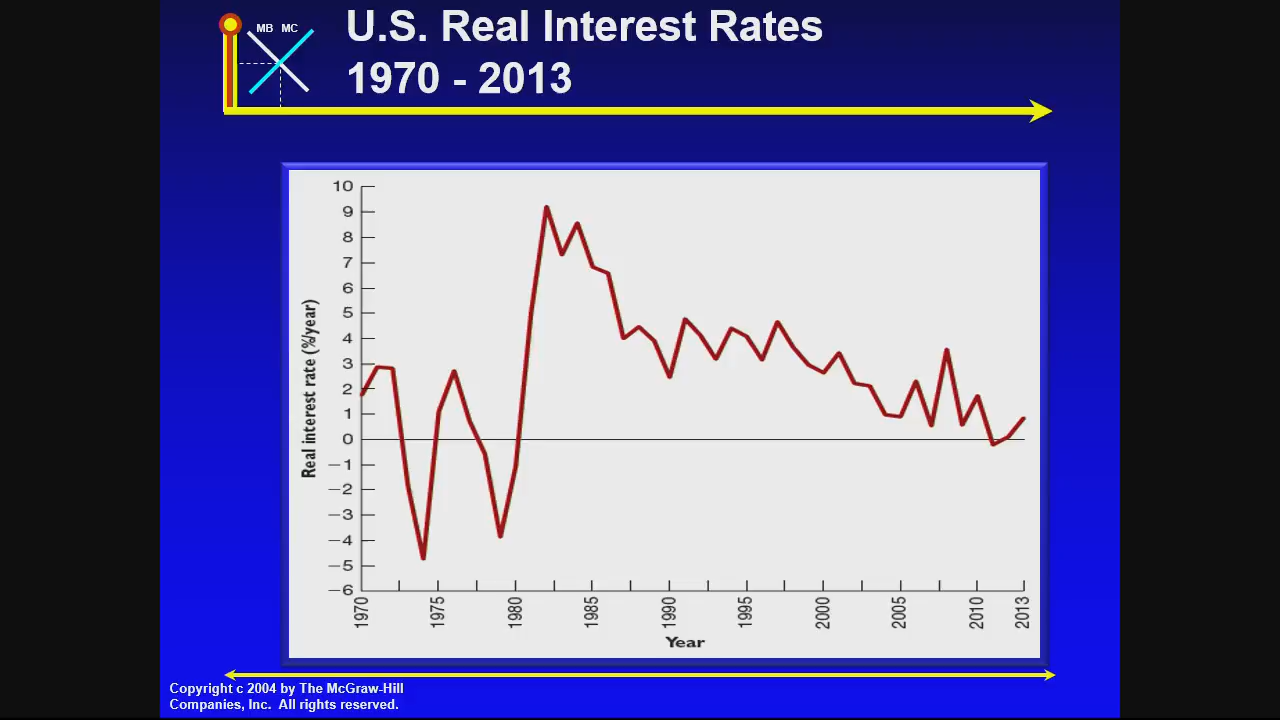 MB MC
U.S. Real Interest Rates
1970 - 2013
10
9
8
7
6
5
4
3
2
1
0
−1
−2
−3
−4
−5
−6
Real interest rate (%/year)
1970 1975 1980 1985 1990 1995 2000 2005 2010 2013
Year
Copyright c 2004 by The McGraw-Hill
Companies, Inc. All rights reserved.